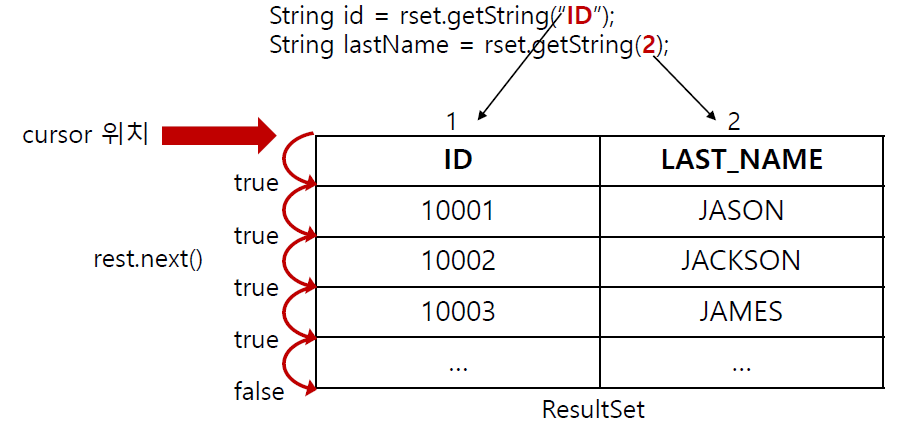 String id = rset.getString(“ID”);
String lastName = rset.getString(2);
1 2
cursor 위치
ID LAST_NAME
true
10001 JASON
true
rest.next()
10002 JACKSON
true
10003 JAMES
true
... ...
false
ResultSet